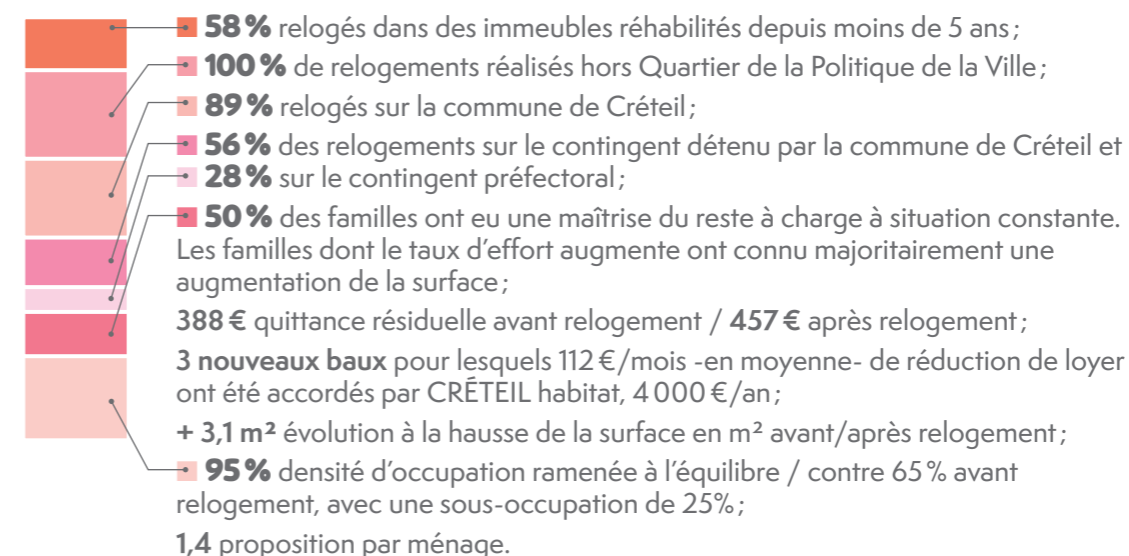 58 % relogés dans des immeubles réhabilités depuis moins de 5 ans ;
100 % de relogements réalisés hors Quartier de la Politique de la Ville ;
89 % relogés sur la commune de Créteil ;
56 % des relogements sur le contingent détenu par la commune de Créteil et
28 % sur le contingent préfectoral ;
50 % des familles ont eu une maîtrise du reste à charge à situation constante.
Les familles dont le taux d’effort augmente ont connu majoritairement une
augmentation de la surface ;
388 € quittance résiduelle avant relogement / 457 € après relogement ;
3 nouveaux baux pour lesquels 112 €/mois -en moyenne- de réduction de loyer
ont été accordés par CRÉTEIL habitat, 4 000 €/an ;
+ 3,1 m² évolution à la hausse de la surface en m² avant/après relogement ;
95 % densité d’occupation ramenée à l’équilibre / contre 65 % avant
relogement, avec une sous-occupation de 25% ;
1,4 proposition par ménage.